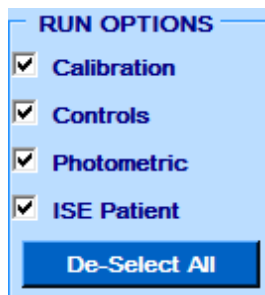 RUN OPTIONS
Calibration
Controls
Photometric
ISE Patient
De-Select All